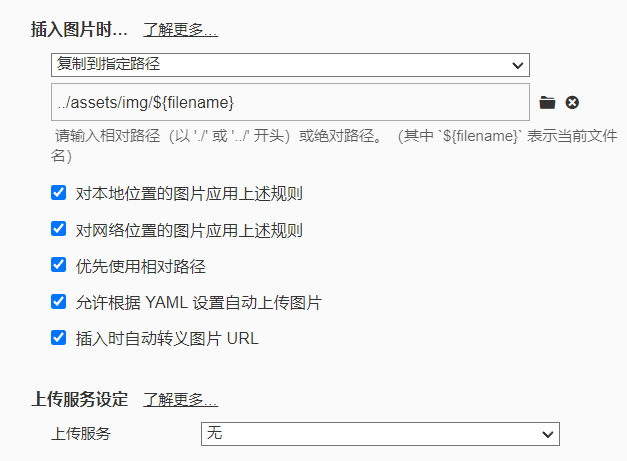 插入图片时... 了解更多...
复制到指定路径
../assets/img/${filename}
请输入相对路径（以 './' 或 '../' 开头）或绝对路径。（其中 `${filename}` 表示当前文件
名）
对本地位置的图片应用上述规则
对网络位置的图片应用上述规则
优先使用相对路径
允许根据 YAML 设置自动上传图片
插入时自动转义图片 URL
上传服务设定 了解更多...
上传服务 无